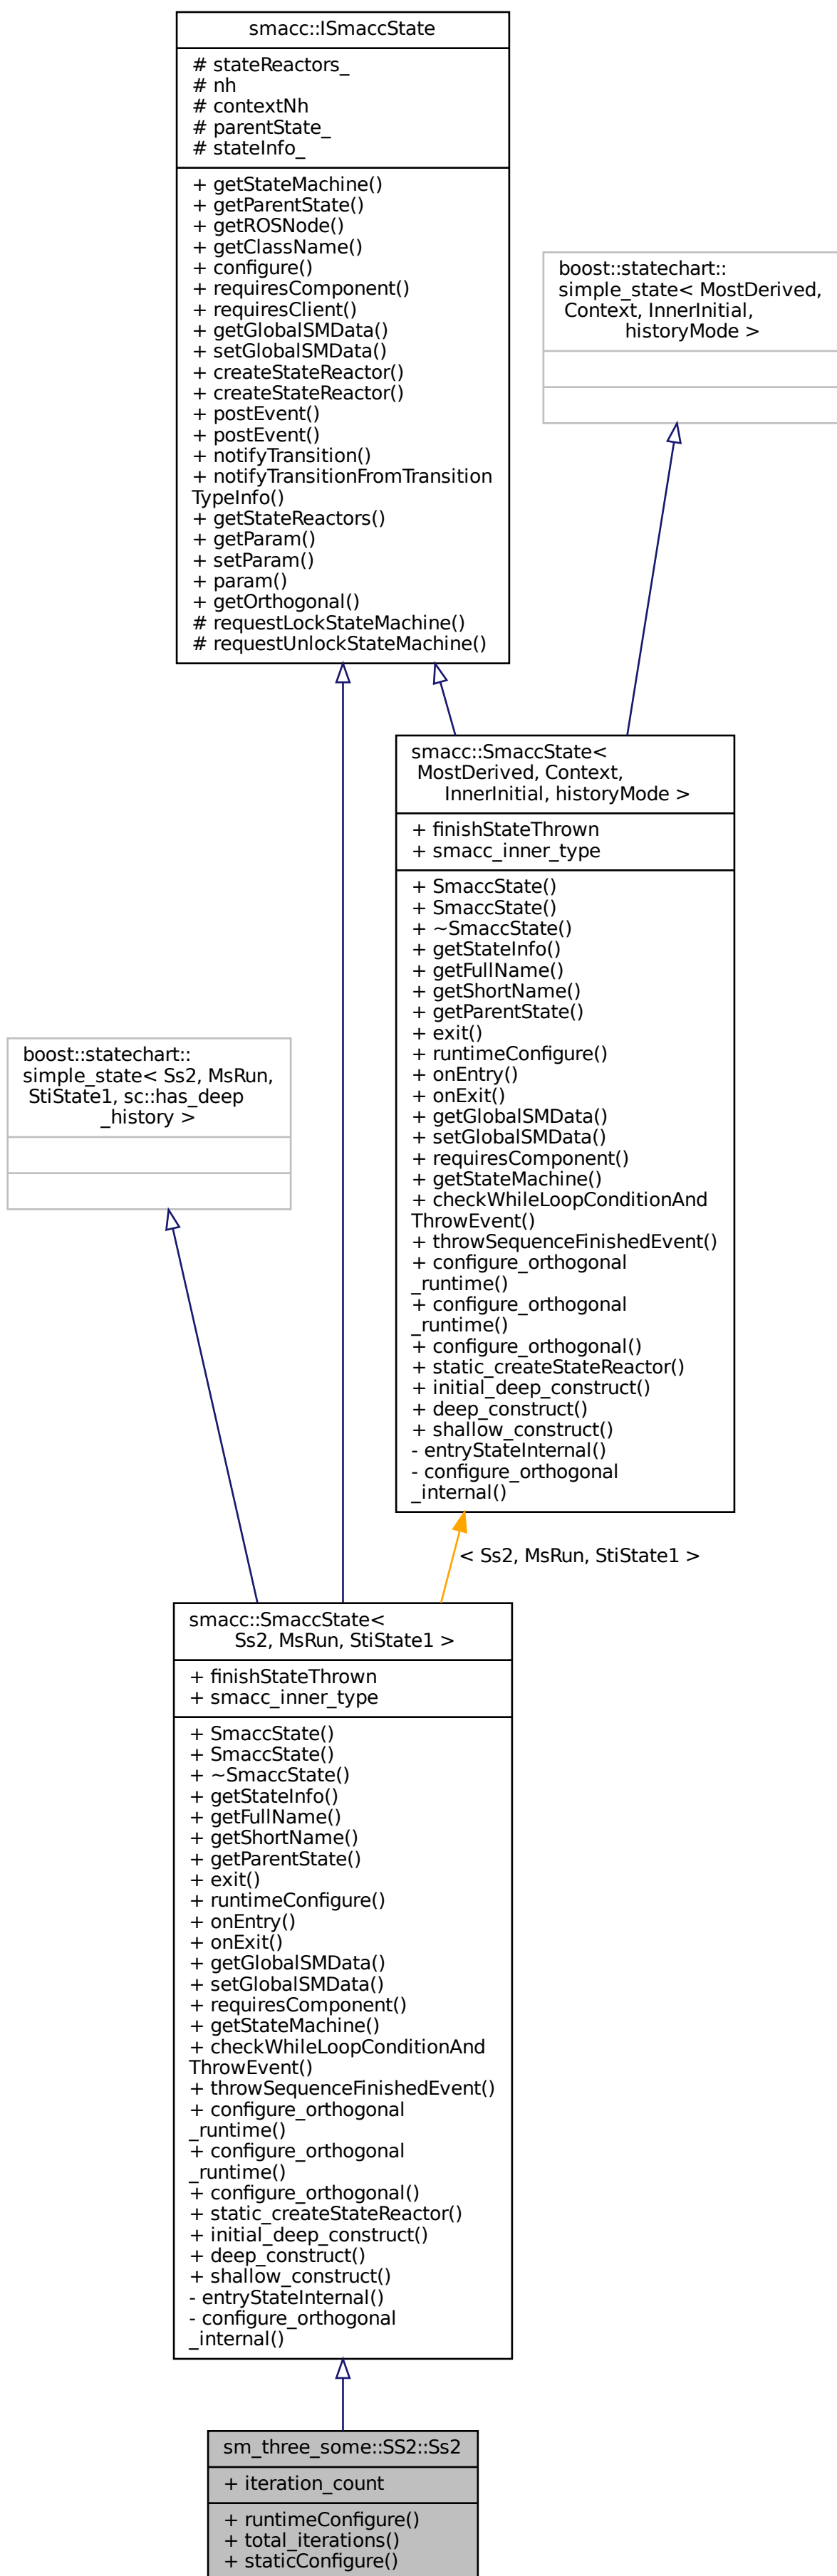 smacc::ISmaccState
# stateReactors_
# nh
# contextNh
# parentState_
# stateInfo_
+ getStateMachine()
+ getParentState()
+ getROSNode()
+ getClassName()
+ configure()
+ requiresComponent()
+ requiresClient()
+ getGlobalSMData()
+ setGlobalSMData()
+ createStateReactor()
+ createStateReactor()
+ postEvent()
+ postEvent()
+ notifyTransition()
+ notifyTransitionFromTransition
TypeInfo()
+ getStateReactors()
+ getParam()
+ setParam()
+ param()
+ getOrthogonal()
# requestLockStateMachine()
# requestUnlockStateMachine()
boost::statechart::
simple_state< MostDerived,
Context, InnerInitial,
historyMode >
smacc::SmaccState<
MostDerived, Context,
InnerInitial, historyMode >
+ finishStateThrown
+ smacc_inner_type
+ SmaccState()
+ SmaccState()
+ ~SmaccState()
+ getStateInfo()
+ getFullName()
+ getShortName()
+ getParentState()
+ exit()
+ runtimeConfigure()
+ onEntry()
+ onExit()
+ getGlobalSMData()
+ setGlobalSMData()
+ requiresComponent()
+ getStateMachine()
+ checkWhileLoopConditionAnd
ThrowEvent()
+ throwSequenceFinishedEvent()
+ configure_orthogonal
_runtime()
+ configure_orthogonal
_runtime()
+ configure_orthogonal()
+ static_createStateReactor()
+ initial_deep_construct()
+ deep_construct()
+ shallow_construct()
- entryStateInternal()
- configure_orthogonal
_internal()
boost::statechart::
simple_state< Ss2, MsRun,
StiState1, sc::has_deep
_history >
< Ss2, MsRun, StiState1 >
smacc::SmaccState<
Ss2, MsRun, StiState1 >
+ finishStateThrown
+ smacc_inner_type
+ SmaccState()
+ SmaccState()
+ ~SmaccState()
+ getStateInfo()
+ getFullName()
+ getShortName()
+ getParentState()
+ exit()
+ runtimeConfigure()
+ onEntry()
+ onExit()
+ getGlobalSMData()
+ setGlobalSMData()
+ requiresComponent()
+ getStateMachine()
+ checkWhileLoopConditionAnd
ThrowEvent()
+ throwSequenceFinishedEvent()
+ configure_orthogonal
_runtime()
+ configure_orthogonal
_runtime()
+ configure_orthogonal()
+ static_createStateReactor()
+ initial_deep_construct()
+ deep_construct()
+ shallow_construct()
- entryStateInternal()
- configure_orthogonal
_internal()
sm_three_some::SS2::Ss2
+ iteration_count
+ runtimeConfigure()
+ total_iterations()
+ staticConfigure()